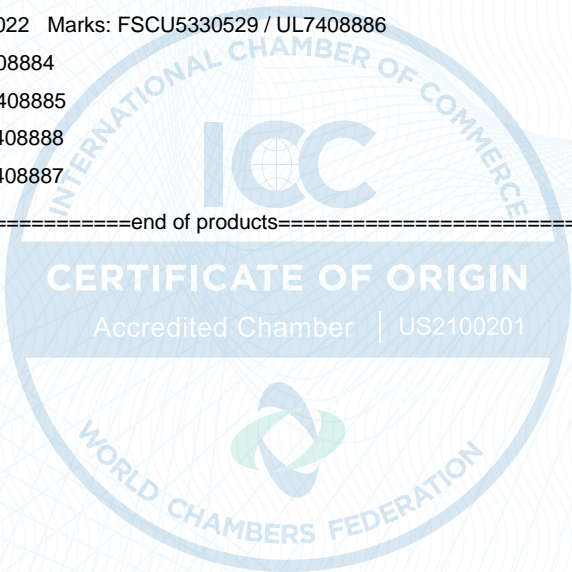 022 Marks: FSCU5330529 / UL7408886
08884
408885
408888
408887
end of products
INTERNATIONAL CHAMBER OF COMMERCE
ICC
CERTIFICATE OF ORIGIN
Accredited Chamber | US2100201
WORLD CHAMBERS FEDERATION